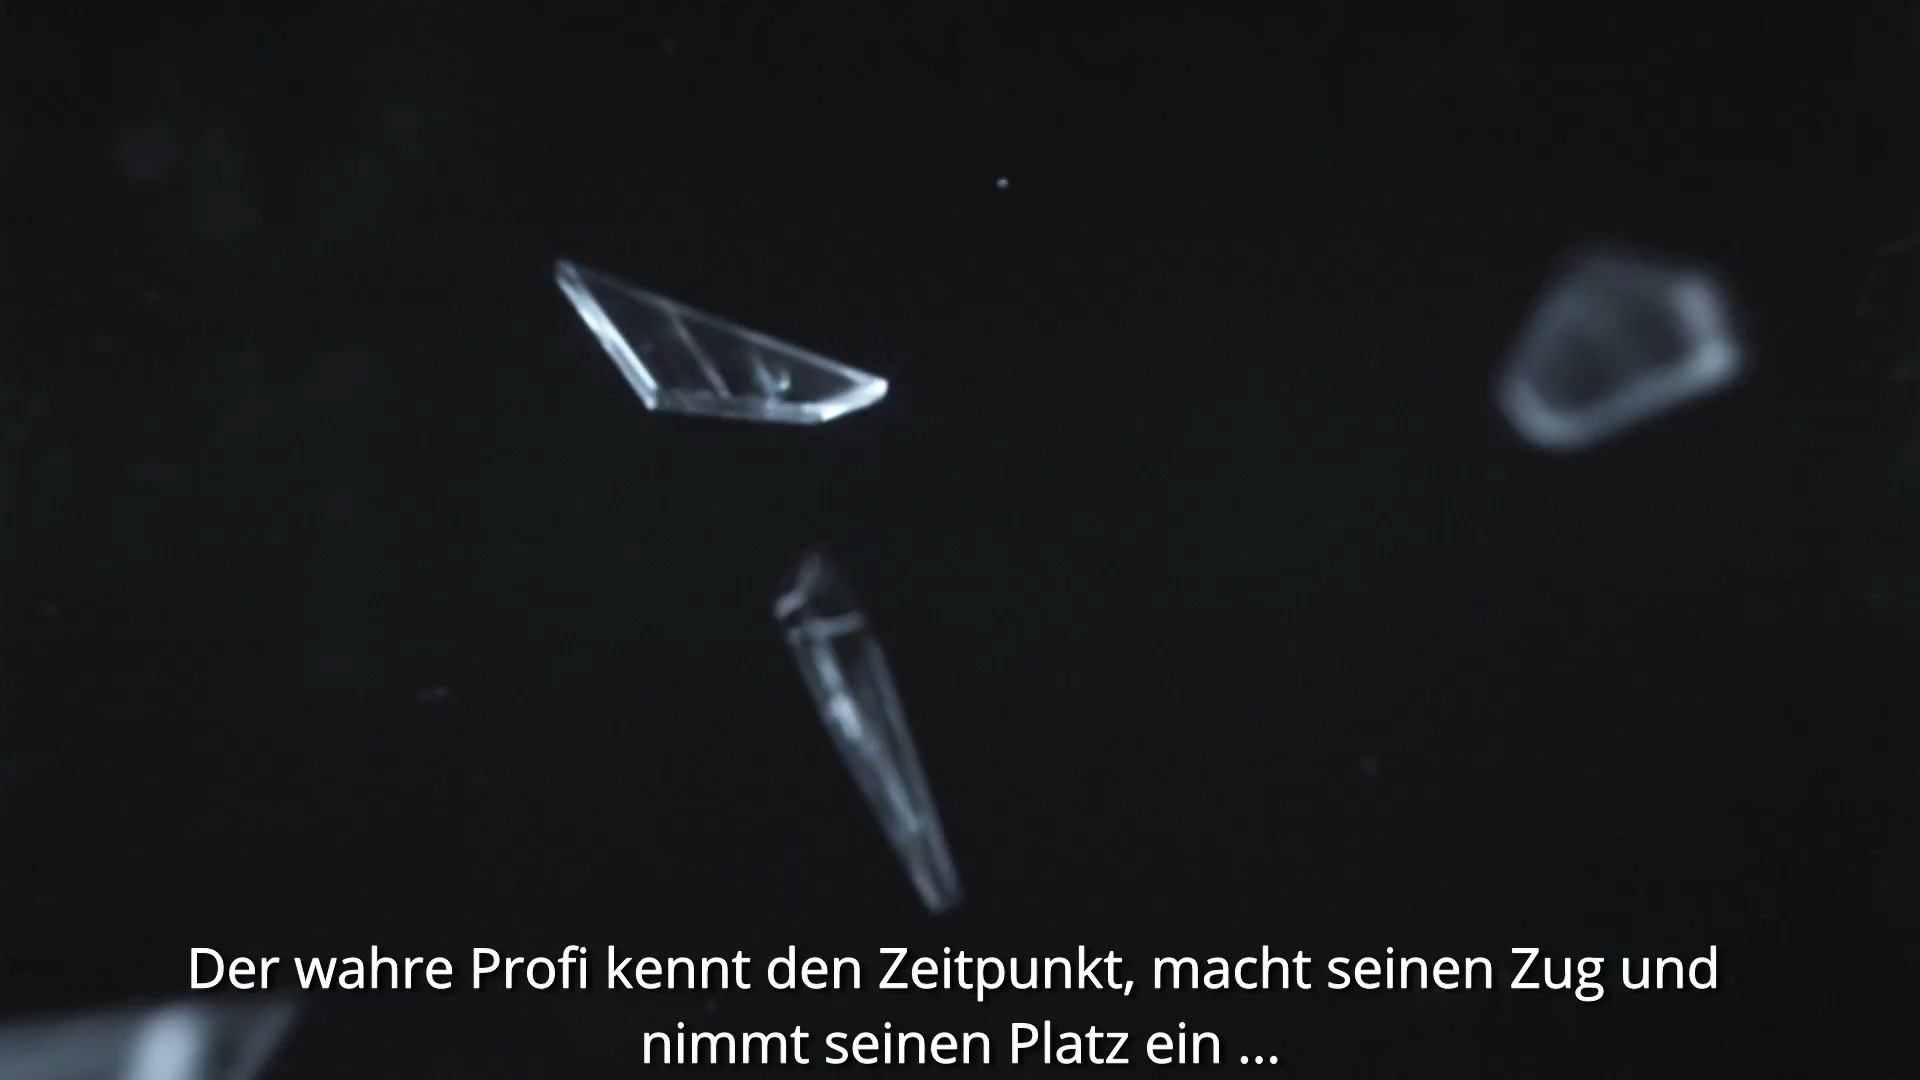 Der wahre Profi kennt den Zeitpunkt, macht seinen Zug und
nimmt seinen Platz ein ...